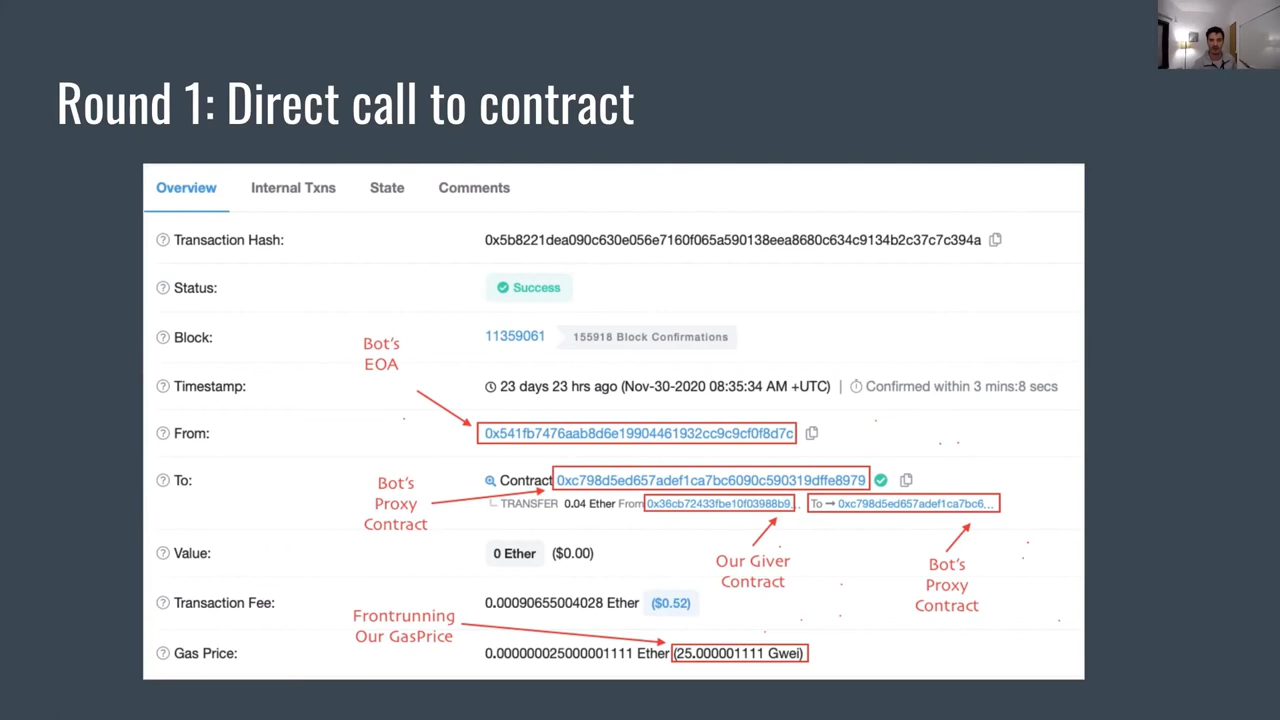 Round 1: Direct call to contract
Overview Internal Txns State Comments
Transaction Hash: 0x5b8221dea090c630e056e7160f065a590138eea8680c634c9134b2c37c7c394a
Status: Success
Block: 11359061 155918 Block Confirmations
Bot's
EOA
Timestamp: 23 days 23 hrs ago (Nov-30-2020 08:35:34 AM +UTC) | Confirmed within 3 mins:8 secs
From: 0x541fb7476aab8d6e19904461932cc9c9cf0f8d7c
To: Contract 0xc798d5ed657adef1ca7bc6090c590319dffe8979
TRANSFER 0.04 Ether From 0x36cb72433fbe10f03988b9... To → 0xc798d5ed657adef1ca7bc6,...
Bot's
Proxy
Contract
Our Giver
Contract
Bot's
Proxy
Contract
Value: 0 Ether ($0.00)
Transaction Fee: 0.00090655004028 Ether ($0.52)
Frontrunning
Our GasPrice
Gas Price: 0.000000025000001111 Ether (25.000001111 Gwei)